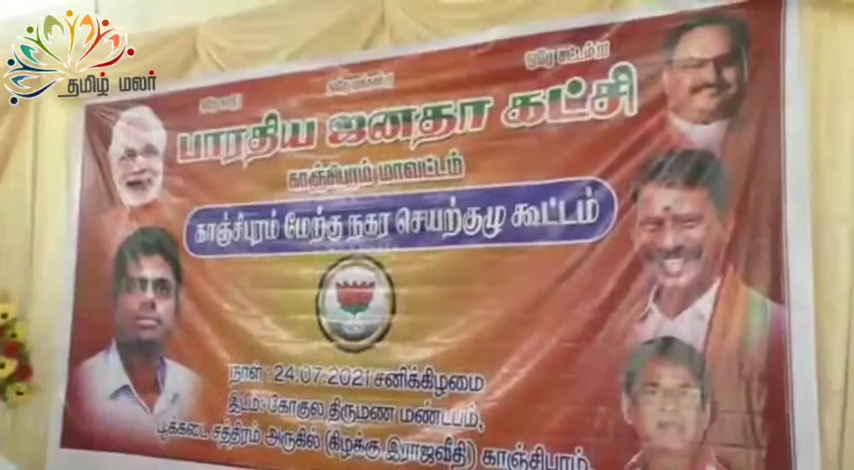 தமிழ் மலர்
பாரதிய ஜனதா கட்சி
காஞ்சிபுரம் மாவட்டம்
காஞ்சிபுரம் மேற்கு நகர செயற்குழு கூட்டம்
நாள் - 24.07.2021 சனிக்கிழமை
இடம்: கோகுல திருமண மண்டபம்,
பூக்கடை சத்திரம் அருகில் (கிழக்கு இராஜவீதி) காஞ்சிபுரம்.